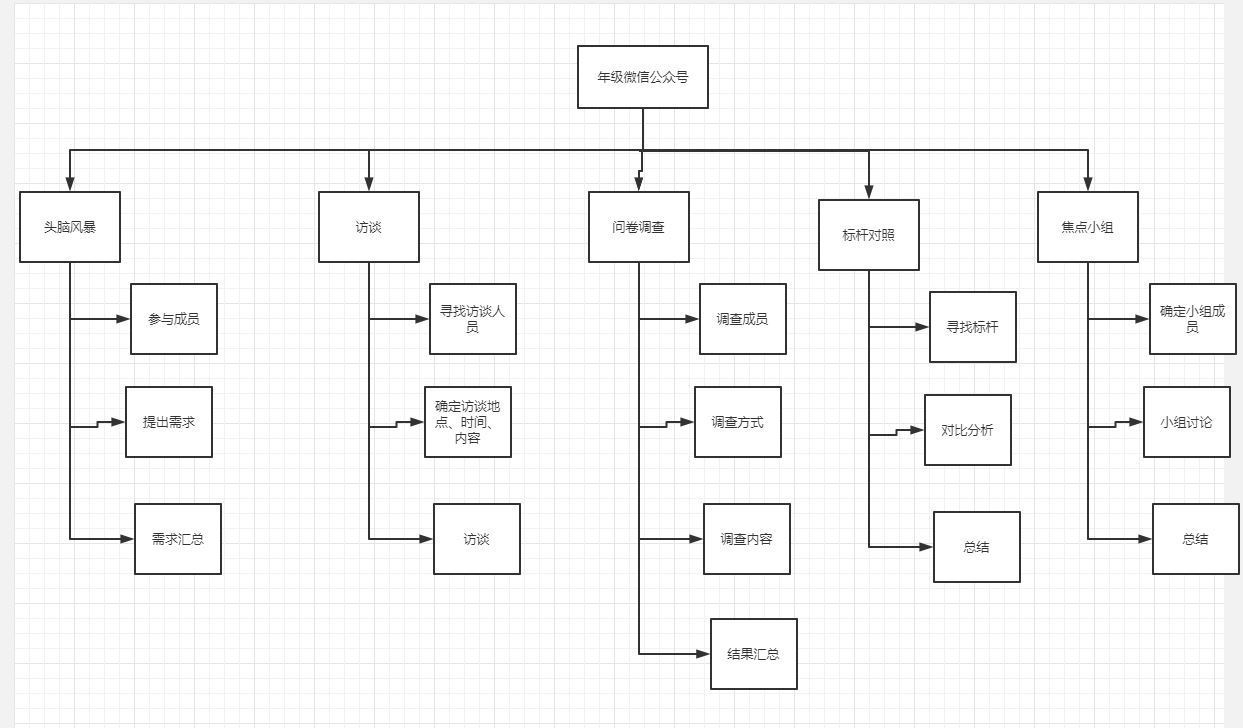 年级微信公众号
头脑风暴
访谈
问卷调查
标杆对照
焦点小组
参与成员
寻找访谈人
员
调查成员
寻找标杆
确定小组成
员
提出需求
确定访谈地
点、时间、
内容
调查方式
对比分析
小组讨论
需求汇总
访谈
调查内容
总结
总结
结果汇总